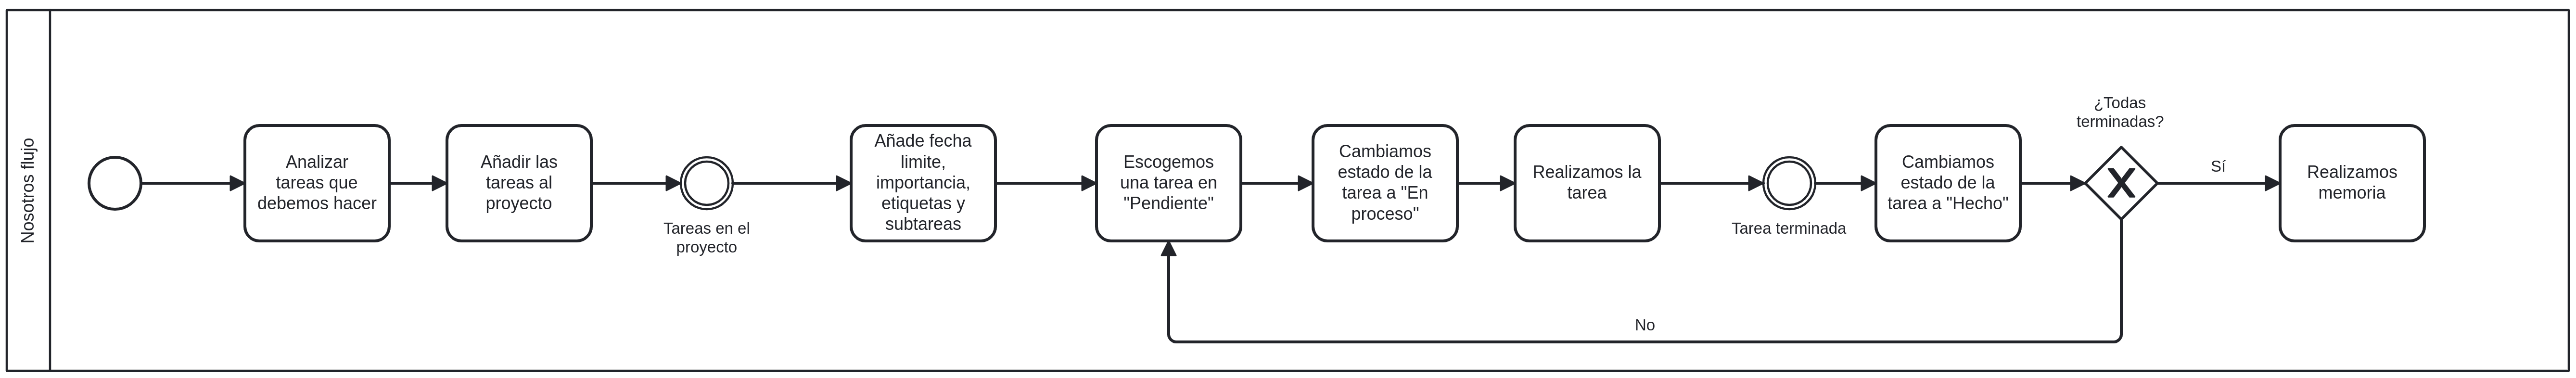 Nosotros flujo
Analizar
tareas que
debemos hacer
Añadir las
tareas al
proyecto
Tareas en el
proyecto
Añade fecha
limite,
importancia,
etiquetas y
subtareas
Escogemos
una tarea en
"Pendiente"
Cambiamos
estado de la
tarea a "En
proceso"
Realizamos la
tarea
Tarea terminada
Cambiamos
estado de la
tarea a "Hecho"
¿Todas
terminadas?
Sí
No
Realizamos
memoria